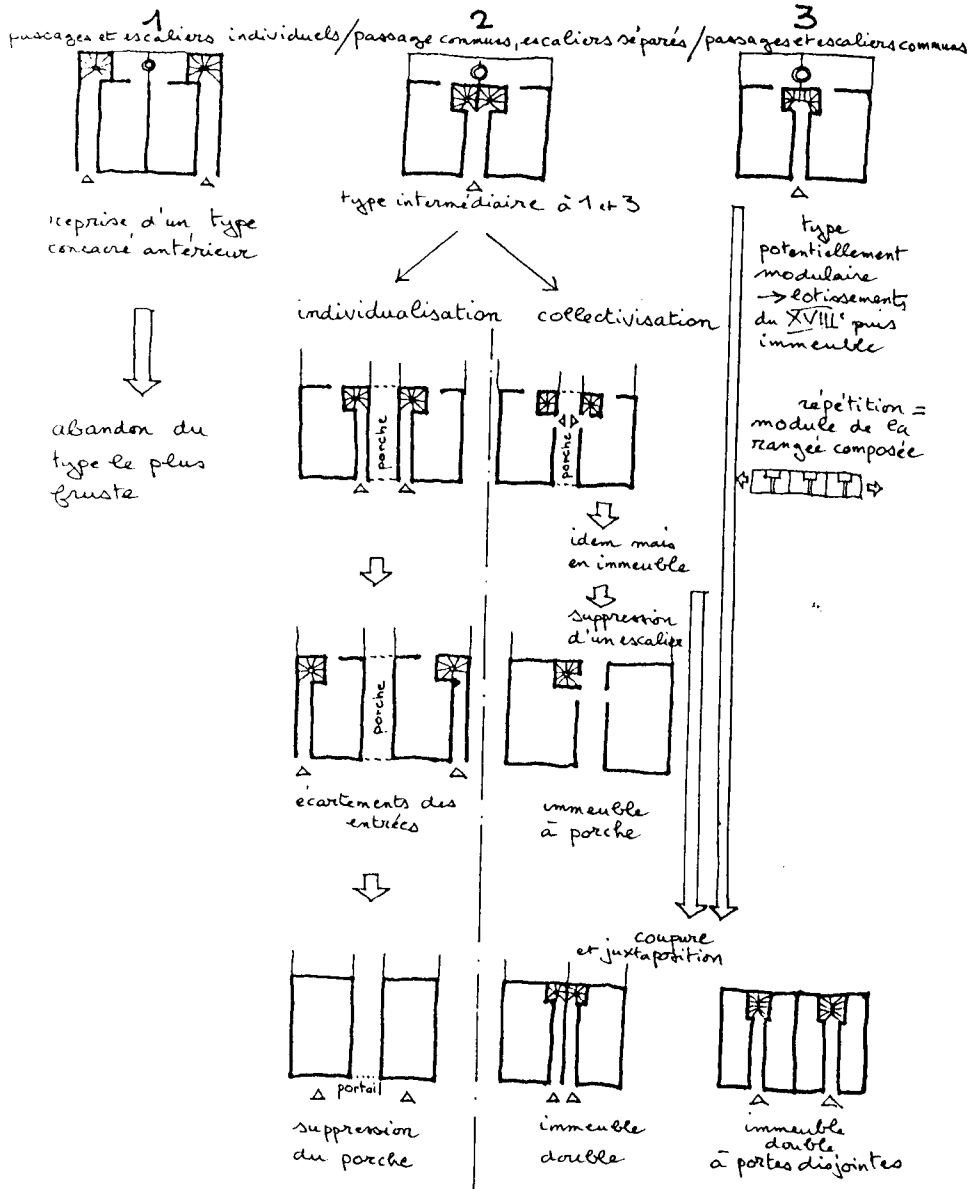 1 2 3
passages et escaliers individuels / passage communs, escaliers séparés / passages et escaliers communs
type intermédiaire à 1 et 3
reprise d'un type
consacré antérieur
abandon du
type le plus
fruste
individualisation
collectivisation
porche
porche
idem mais
en immeuble
suppression
d'un escalier
porche
écartements des
entrées
immeuble
à porche
portail
suppression
du porche
immeuble
double
type
potentiellement
modulaire
→ lotissements
du XVIIIe puis
immeuble
répétition =
module de la
rangée composée
coupure
et juxtaposition
immeuble
double
à portes disjointes